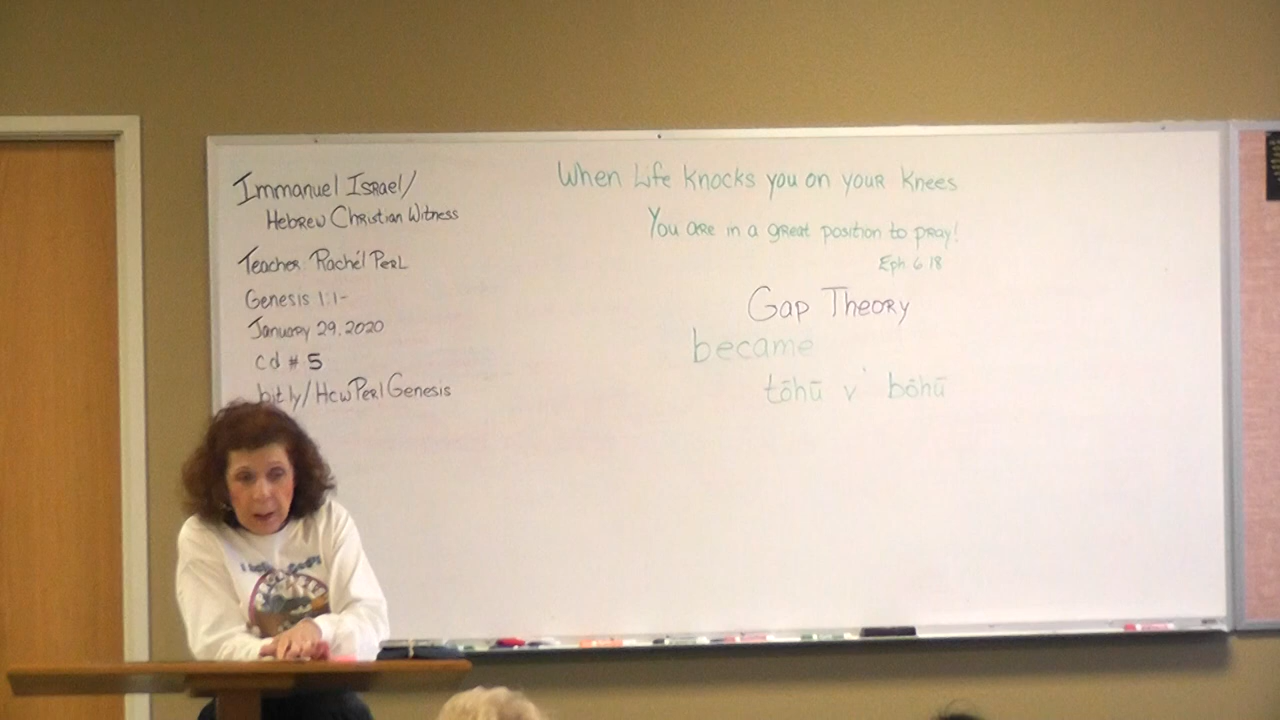 Immanuel Israel/
Hebrew Christian Witness
Teacher: Rachél Perl
Genesis 1:1-
January 29, 2020
Cd # 5
bit.ly/HcwPerlGenesis
When Life Knocks you on your Knees
You are in a great position to pray!
Eph. 6:18
Gap Theory
became
tōhū v' bōhū